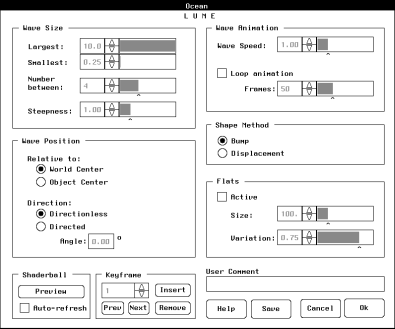 Ocean
L U M E
Wave Size
Largest: 10.0
Smallest: 0.25
Number
between: 4
Steepness: 1.00
Wave Animation
Wave Speed: 1.00
Loop animation
Frames: 50
Shape Method
Bump
Displacement
Wave Position
Relative to:
World Center
Object Center
Direction:
Directionless
Directed
Angle: 0.00 °
Flats
Active
Size: 100.
Variation: 0.75
Shaderball
Preview
Auto-refresh
Keyframe
1 Insert
Prev Next Remove
User Comment
Help Save Cancel Ok